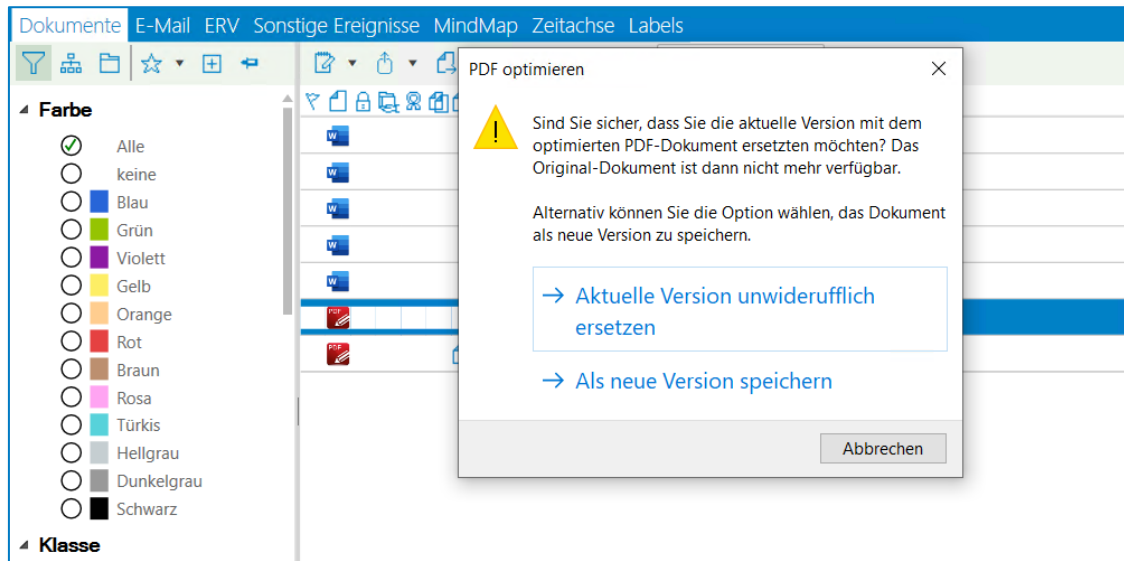 Dokumente E-Mail ERV Sonstige Ereignisse MindMap Zeitachse Labels
PDF optimieren
Farbe
Alle
keine
Blau
Grün
Violett
Gelb
Orange
Rot
Braun
Rosa
Türkis
Hellgrau
Dunkelgrau
Schwarz
Klasse
W
W
W
W
W
PDF
PDF
Sind Sie sicher, dass Sie die aktuelle Version mit dem
optimierten PDF-Dokument ersetzten möchten? Das
Original-Dokument ist dann nicht mehr verfügbar.
Alternativ können Sie die Option wählen, das Dokument
als neue Version zu speichern.
Aktuelle Version unwiderufflich
ersetzen
Als neue Version speichern
Abbrechen